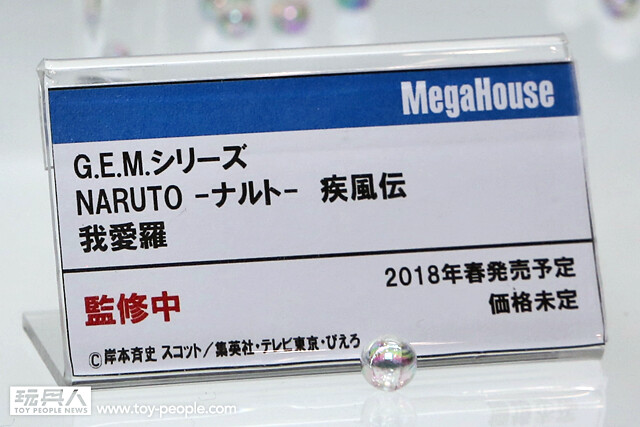 MegaHouse
G.E.M.シリーズ
NARUTO -ナルト- 疾風伝
我愛羅
監修中
2018年春発売予定
価格未定
©岸本斉史 スコット/集英社・テレビ東京・ぴえろ
玩具人
TOY PEOPLE NEWS
www.toy-people.com